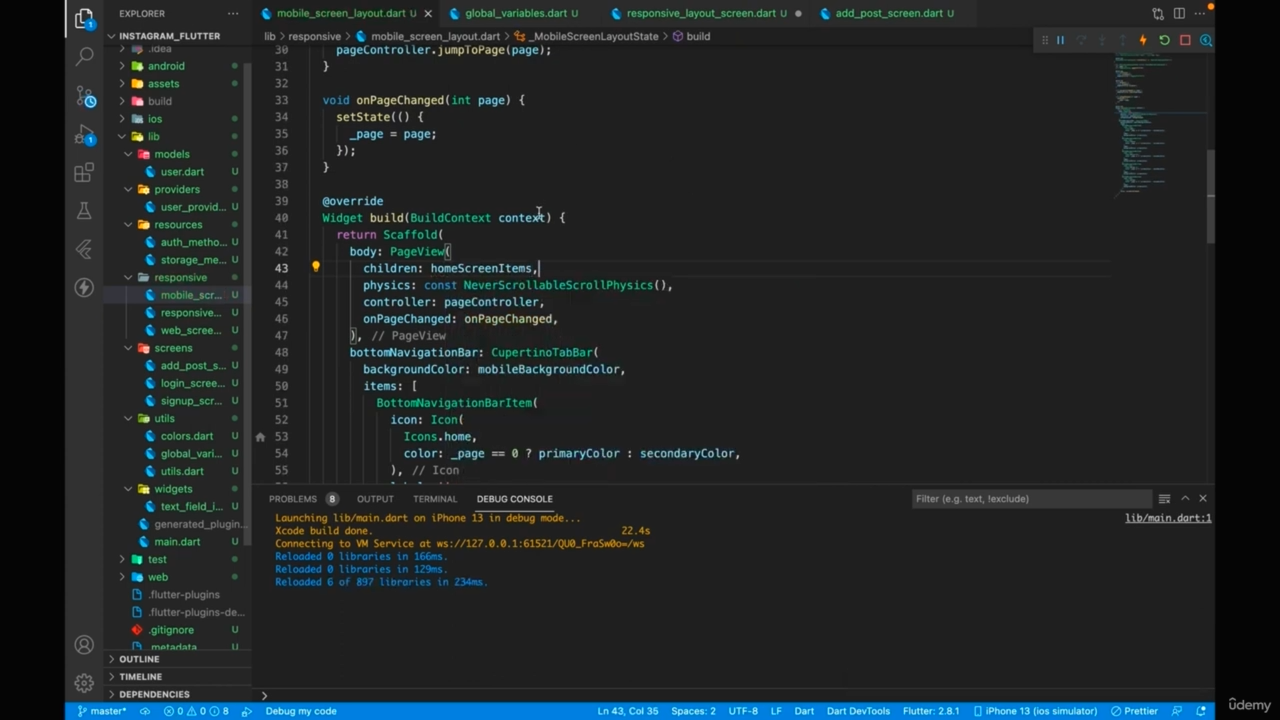 EXPLORER
mobile_screen_layout.dart U
global_variables.dart U
responsive_layout_screen.dart U
add_post_screen.dart U
INSTAGRAM_FLUTTER
lib > responsive > mobile_screen_layout.dart > _MobileScreenLayoutState > build
.idea
android
assets
build
ios
lib
models
user.dart U
providers
user_provid... U
resources
auth_metho... U
storage_me... U
responsive
mobile_scr... U
responsive... U
web_scree... U
screens
add_post_s... U
login_scree... U
signup_scr... U
utils
colors.dart U
global_vari... U
utils.dart U
widgets
text_field_i... U
generated_plugin...
main.dart U
test
web
.flutter-plugins
.flutter-plugins-de...
.gitignore U
.metadata U
OUTLINE
TIMELINE
DEPENDENCIES
30 pageController.jumpToPage(page);
31 }
32
33 void onPageChanged(int page) {
34 setState(() {
35 _page = page;
36 });
37 }
38
39 @override
40 Widget build(BuildContext context) {
41 return Scaffold(
42 body: PageView(
43 children: homeScreenItems,
44 physics: const NeverScrollableScrollPhysics(),
45 controller: pageController,
46 onPageChanged: onPageChanged,
47 ), // PageView
48 bottomNavigationBar: CupertinoTabBar(
49 backgroundColor: mobileBackgroundColor,
50 items: [
51 BottomNavigationBarItem(
52 icon: Icon(
53 Icons.home,
54 color: _page == 0 ? primaryColor : secondaryColor,
55 ), // Icon
PROBLEMS 8 OUTPUT TERMINAL DEBUG CONSOLE
Filter (e.g. text, !exclude)
Launching lib/main.dart on iPhone 13 in debug mode...
lib/main.dart:1
Xcode build done. 22.4s
Connecting to VM Service at ws://127.0.0.1:61521/QU0_FraSw0o=/ws
Reloaded 0 libraries in 166ms.
Reloaded 0 libraries in 129ms.
Reloaded 6 of 897 libraries in 234ms.
master* 0 0 8 Debug my code
Ln 43, Col 35 Spaces: 2 UTF-8 LF Dart Dart DevTools Flutter: 2.8.1 iPhone 13 (ios simulator) Prettier
udemy